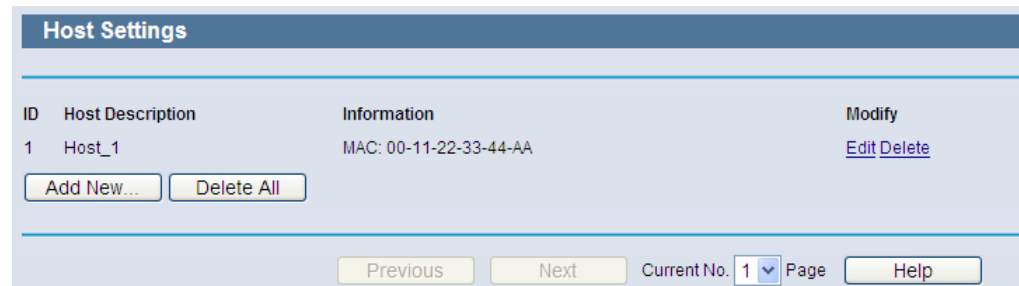 Host Settings
ID Host Description Information Modify
1 Host_1 MAC: 00-11-22-33-44-AA Edit Delete
Add New... Delete All
Previous Next Current No. 1 Page Help